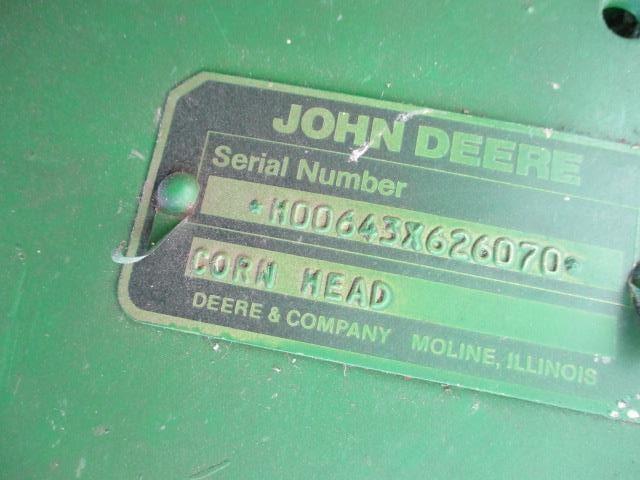 JOHN DEERE
Serial Number
*H00643X626070*
CORN HEAD
DEERE & COMPANY MOLINE, ILLINOIS